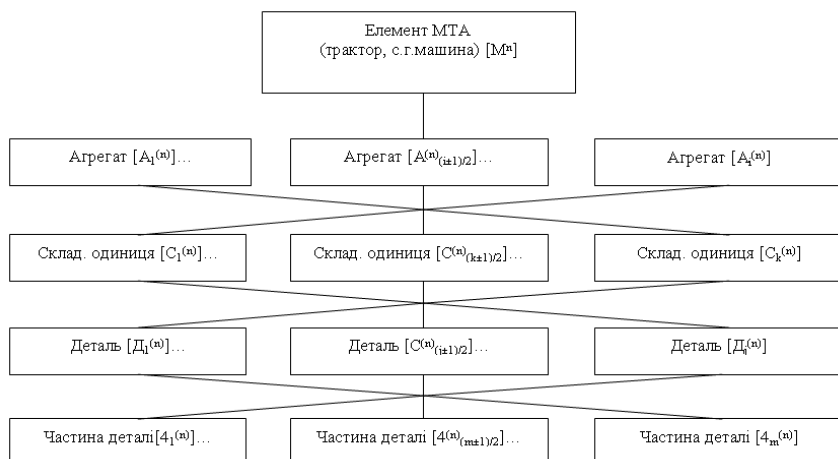 Елемент МТА
(трактор, с.г.машина) [Mⁿ]
Агрегат [A₁⁽ⁿ⁾]... Агрегат [A⁽ⁿ⁾₍ᵢ±₁₎/₂]... Агрегат [Aᵢ⁽ⁿ⁾]
Склад. одиниця [C₁⁽ⁿ⁾]... Склад. одиниця [C⁽ⁿ⁾₍ₖ±₁₎/₂]... Склад. одиниця [Cₖ⁽ⁿ⁾]
Деталь [Д₁⁽ⁿ⁾]... Деталь [C⁽ⁿ⁾₍ⱼ±₁₎/₂]... Деталь [Дⱼ⁽ⁿ⁾]
Частина деталі[4₁⁽ⁿ⁾]... Частина деталі [4⁽ⁿ⁾₍ₘ±₁₎/₂]... Частина деталі [4ₘ⁽ⁿ⁾]